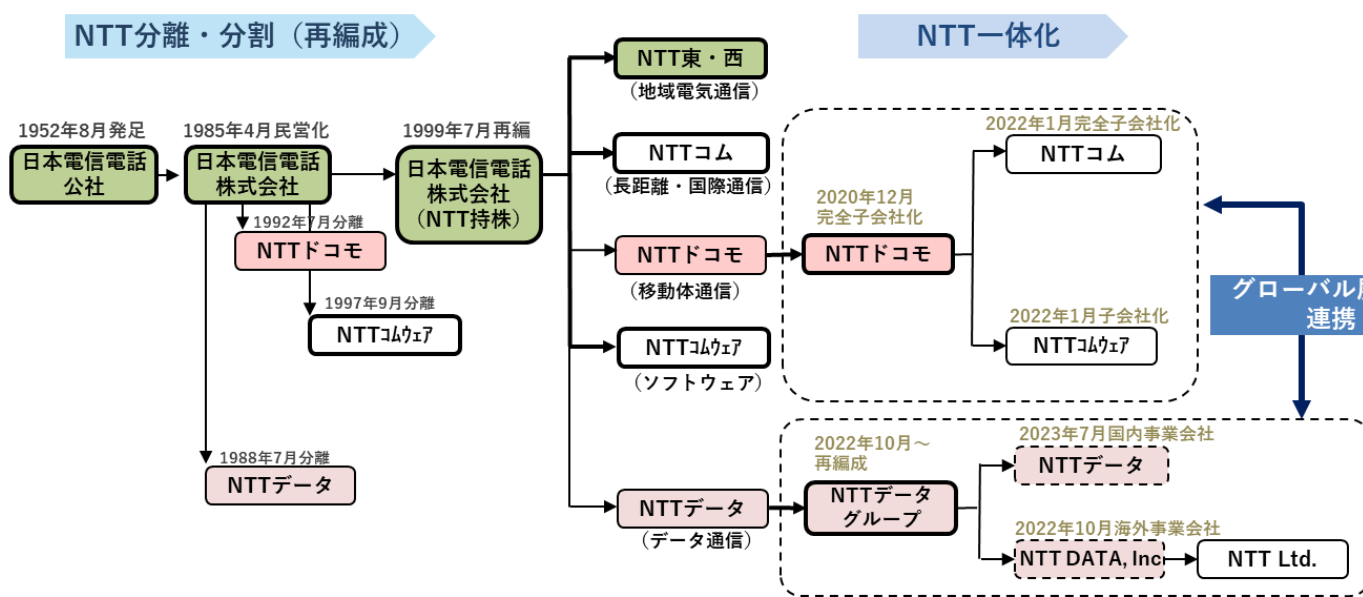 NTT分離・分割（再編成）
NTT一体化
NTT東・西
（地域電気通信）
1952年8月発足
日本電信電話
公社
1985年4月民営化
日本電信電話
株式会社
1999年7月再編
日本電信電話
株式会社
（NTT持株）
NTTコム
（長距離・国際通信）
2022年1月完全子会社化
NTTコム
1992年7月分離
NTTドコモ
NTTドコモ
（移動体通信）
2020年12月
完全子会社化
NTTドコモ
グローバル
連携
1997年9月分離
NTTｺﾑｳｪｱ
NTTｺﾑｳｪｱ
（ソフトウェア）
2022年1月子会社化
NTTｺﾑｳｪｱ
1988年7月分離
NTTデータ
NTTデータ
（データ通信）
2022年10月～
再編成
NTTデータ
グループ
2023年7月国内事業会社
NTTデータ
2022年10月海外事業会社
NTT DATA, Inc
NTT Ltd.